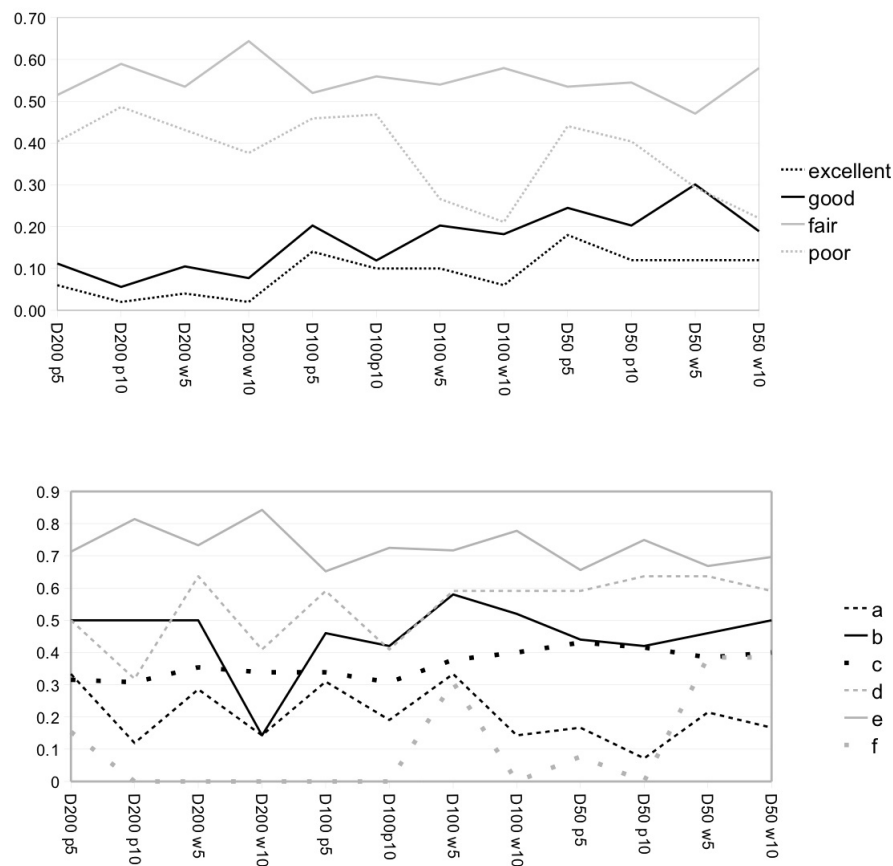 0.70
0.60
0.50
0.40
0.30
0.20
0.10
0.00
D200 p5
D200 p10
D200 w5
D200 w10
D100 p5
D100p10
D100 w5
D100 w10
D50 p5
D50 p10
D50 w5
D50 w10
excellent
good
fair
poor
0.9
0.8
0.7
0.6
0.5
0.4
0.3
0.2
0.1
0
D200 p5
D200 p10
D200 w5
D200 w10
D100 p5
D100p10
D100 w5
D100 w10
D50 p5
D50 p10
D50 w5
D50 w10
a
b
c
d
e
f